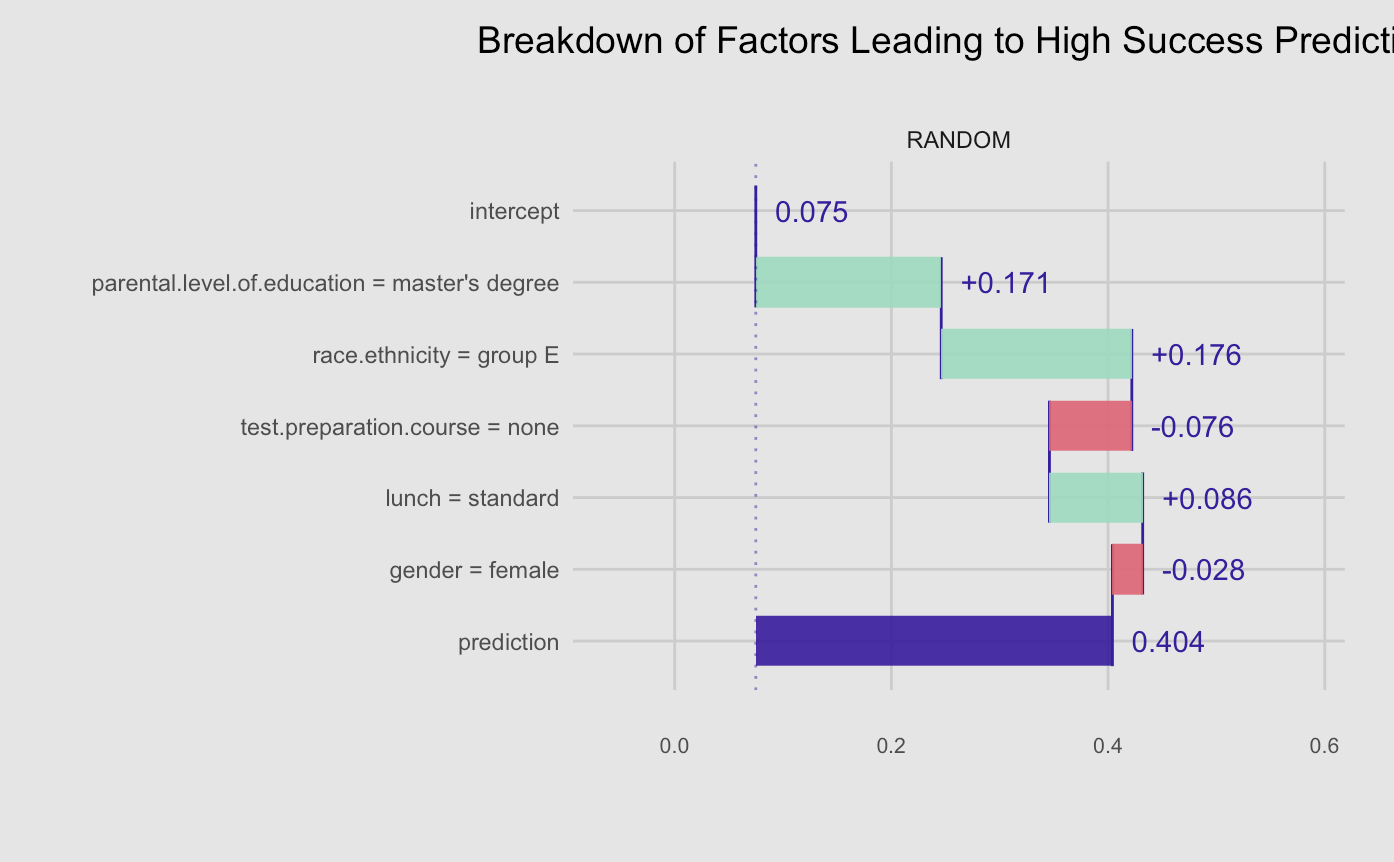 Breakdown of Factors Leading to High Success Predicti
RANDOM
intercept 0.075
parental.level.of.education = master's degree +0.171
race.ethnicity = group E +0.176
test.preparation.course = none -0.076
lunch = standard +0.086
gender = female -0.028
prediction 0.404
0.0 0.2 0.4 0.6